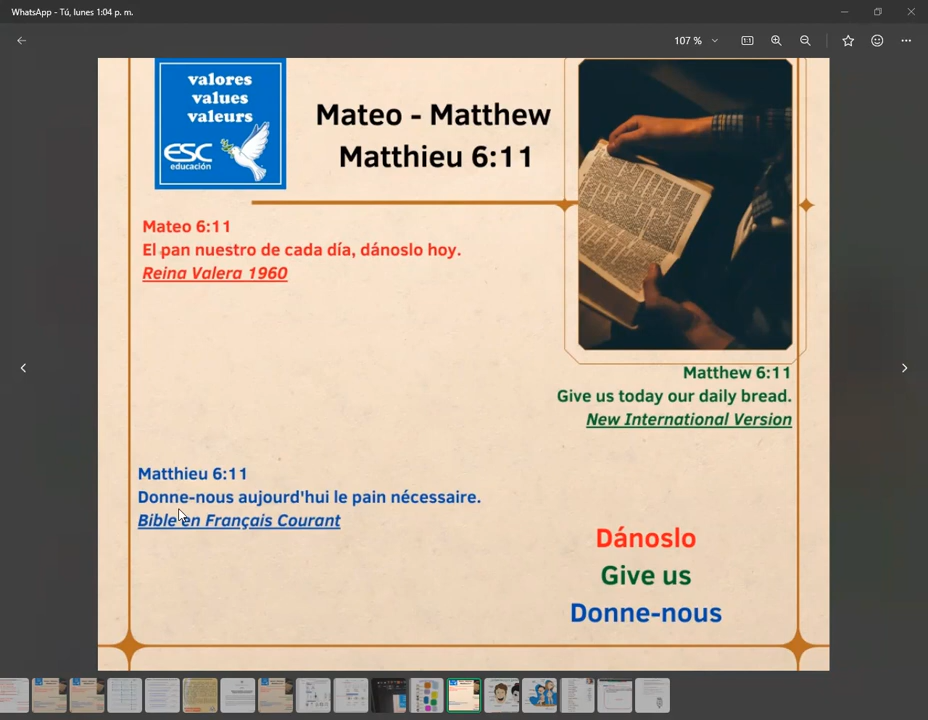 WhatsApp - Tú, lunes 1:04 p. m.
107 %
valores
values
valeurs
ESC
educación
Mateo - Matthew
Matthieu 6:11
Mateo 6:11
El pan nuestro de cada día, dánoslo hoy.
Reina Valera 1960
Matthew 6:11
Give us today our daily bread.
New International Version
Matthieu 6:11
Donne-nous aujourd'hui le pain nécessaire.
Bible en Français Courant
Dánoslo
Give us
Donne-nous